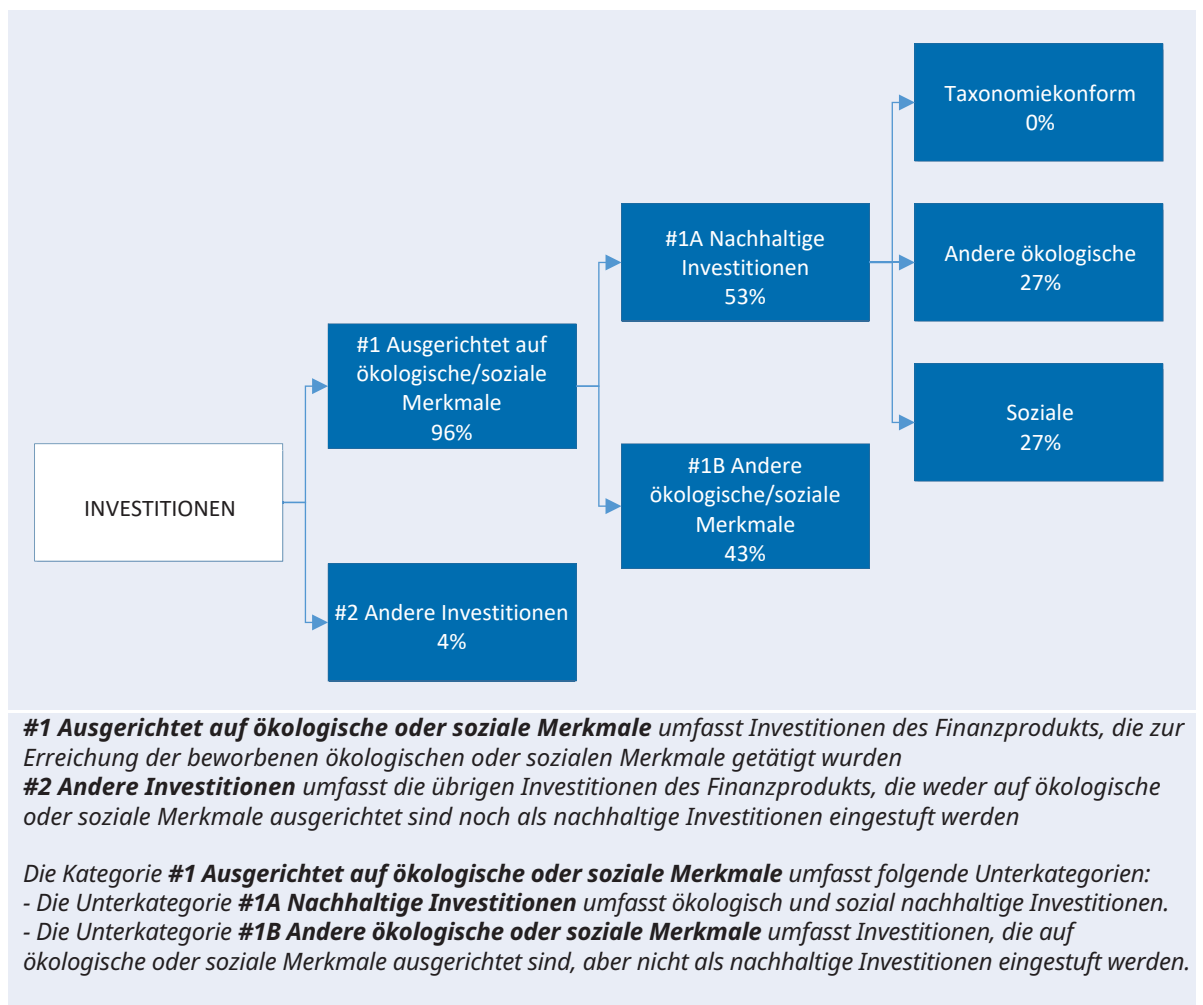 Taxonomiekonform
0%
#1A Nachhaltige
Investitionen
53%
Andere ökologische
27%
#1 Ausgerichtet auf
ökologische/soziale
Merkmale
96%
Soziale
27%
#1B Andere
ökologische/soziale
Merkmale
43%
INVESTITIONEN
#2 Andere Investitionen
4%
#1 Ausgerichtet auf ökologische oder soziale Merkmale umfasst Investitionen des Finanzprodukts, die zur
Erreichung der beworbenen ökologischen oder sozialen Merkmale getätigt wurden
#2 Andere Investitionen umfasst die übrigen Investitionen des Finanzprodukts, die weder auf ökologische
oder soziale Merkmale ausgerichtet sind noch als nachhaltige Investitionen eingestuft werden
Die Kategorie #1 Ausgerichtet auf ökologische oder soziale Merkmale umfasst folgende Unterkategorien:
- Die Unterkategorie #1A Nachhaltige Investitionen umfasst ökologisch und sozial nachhaltige Investitionen.
- Die Unterkategorie #1B Andere ökologische oder soziale Merkmale umfasst Investitionen, die auf
ökologische oder soziale Merkmale ausgerichtet sind, aber nicht als nachhaltige Investitionen eingestuft werden.